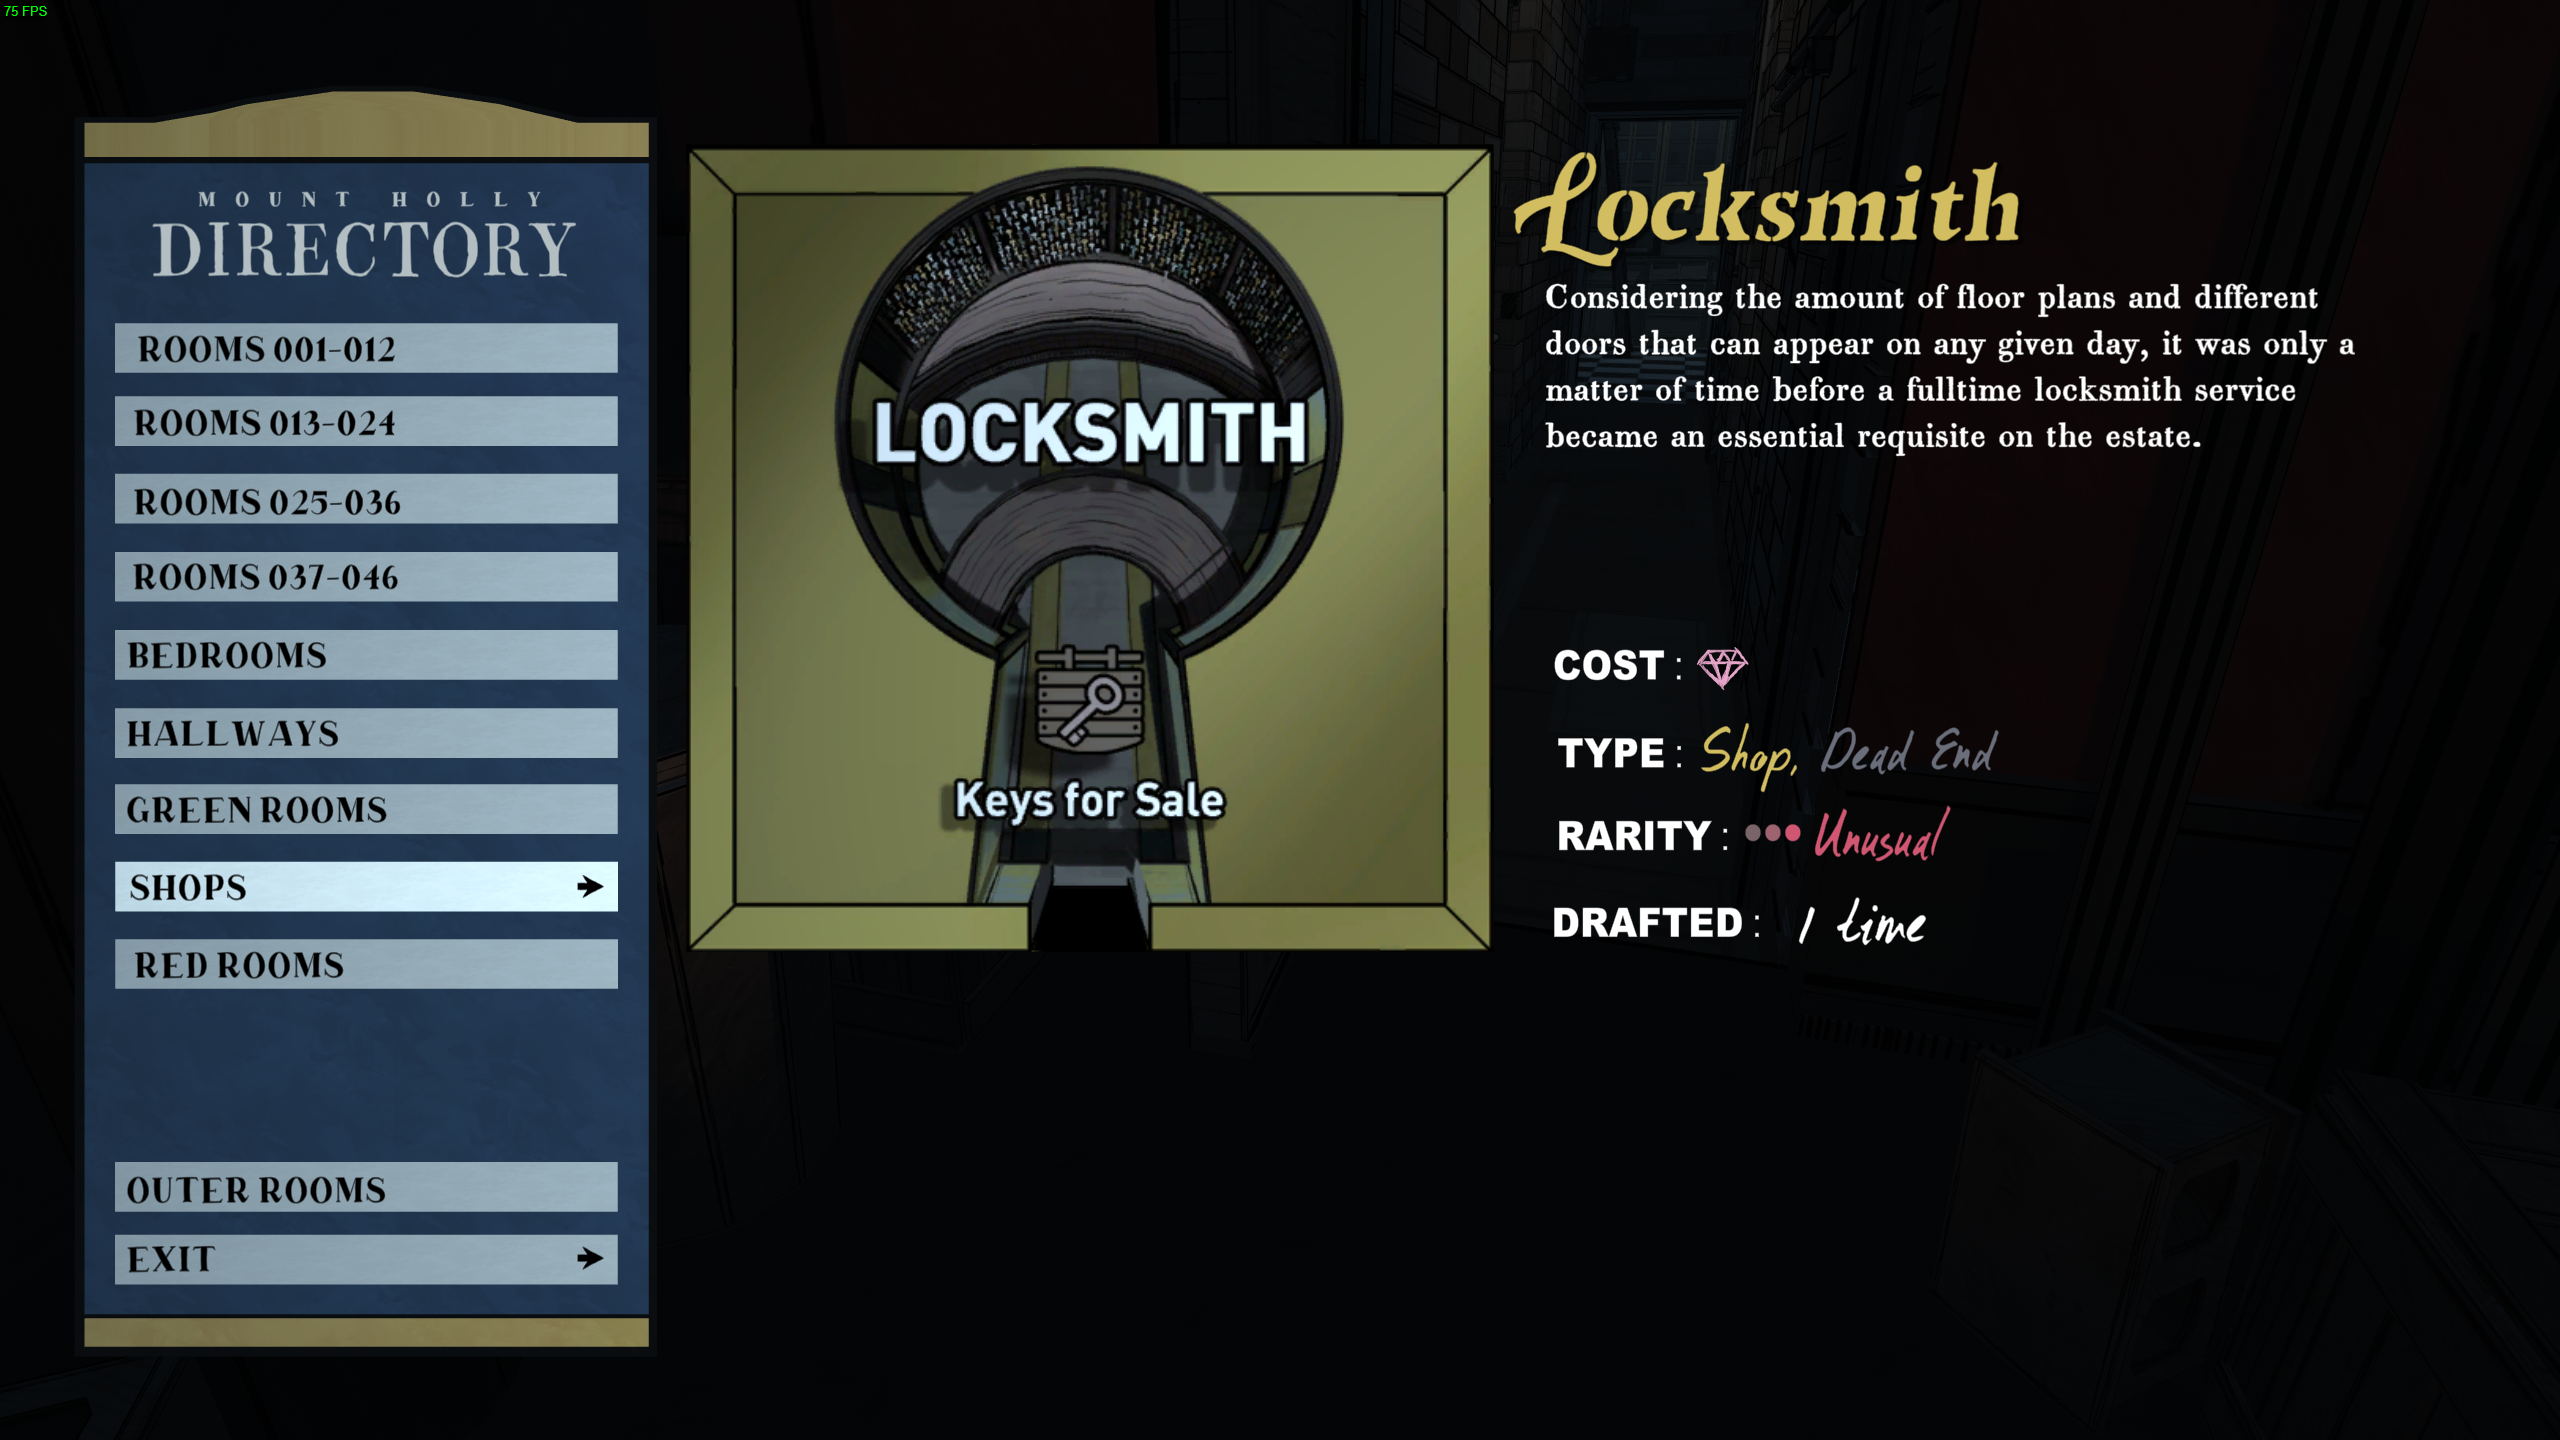 75 FPS
MOUNT HOLLY
DIRECTORY
ROOMS 001-012
ROOMS 013-024
ROOMS 025-036
ROOMS 037-046
BEDROOMS
HALLWAYS
GREEN ROOMS
SHOPS
RED ROOMS
OUTER ROOMS
EXIT
LOCKSMITH
Keys for Sale
Locksmith
Considering the amount of floor plans and different
doors that can appear on any given day, it was only a
matter of time before a fulltime locksmith service
became an essential requisite on the estate.
COST :
TYPE : Shop, Dead End
RARITY : Unusual
DRAFTED : 1 time